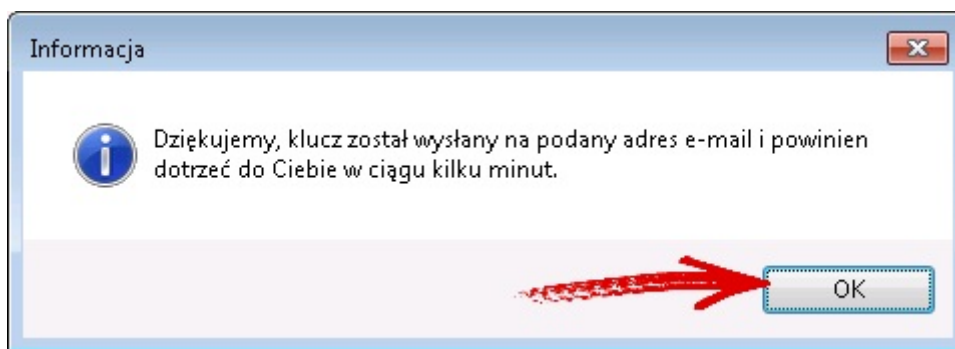 Informacja
Dziękujemy, klucz został wysłany na podany adres e-mail i powinien
dotrzeć do Ciebie w ciągu kilku minut.
OK